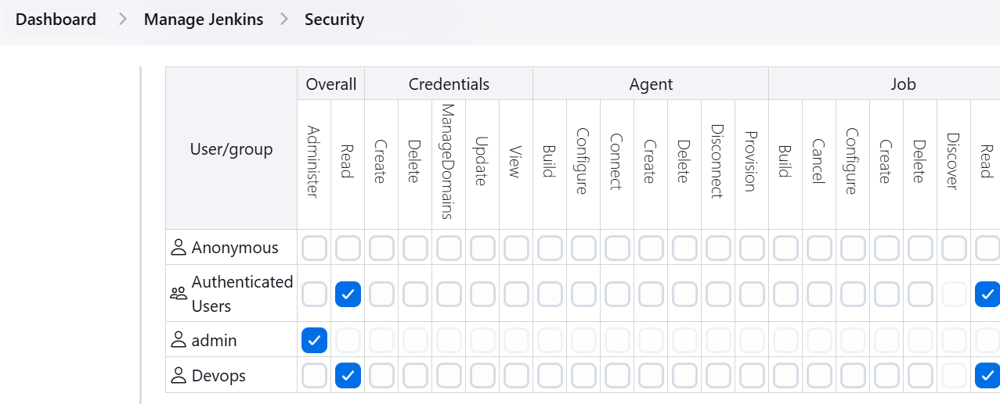 Dashboard > Manage Jenkins > Security
User/group
Overall
Credentials
Agent
Job
Administer
Read
Create
Delete
ManageDomains
Update
View
Build
Configure
Connect
Create
Delete
Disconnect
Provision
Build
Cancel
Configure
Create
Delete
Discover
Read
Anonymous
Authenticated
Users
admin
Devops